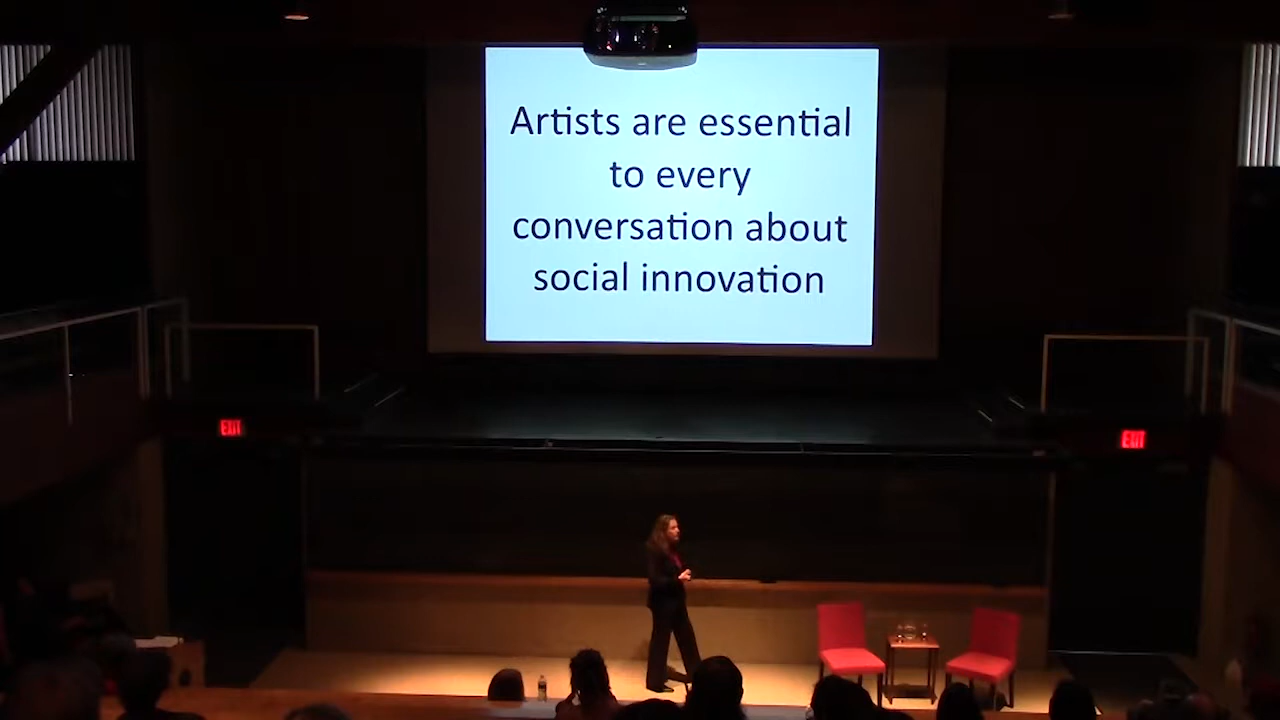 Artists are essential
to every
conversation about
social innovation
EXIT
EXIT